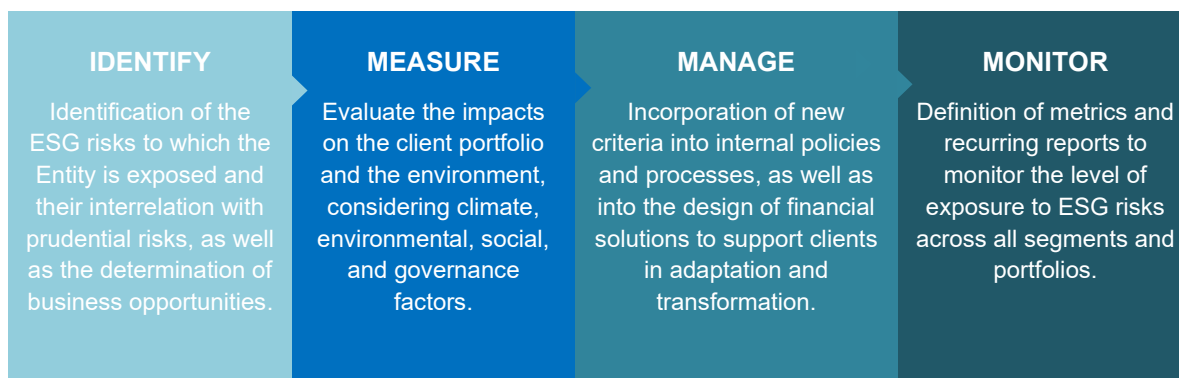 IDENTIFY
Identification of the
ESG risks to which the
Entity is exposed and
their interrelation with
prudential risks, as well
as the determination of
business opportunities.
MEASURE
Evaluate the impacts
on the client portfolio
and the environment,
considering climate,
environmental, social,
and governance
factors.
MANAGE
Incorporation of new
criteria into internal policies
and processes, as well as
into the design of financial
solutions to support clients
in adaptation and
transformation.
MONITOR
Definition of metrics and
recurring reports to
monitor the level of
exposure to ESG risks
across all segments and
portfolios.